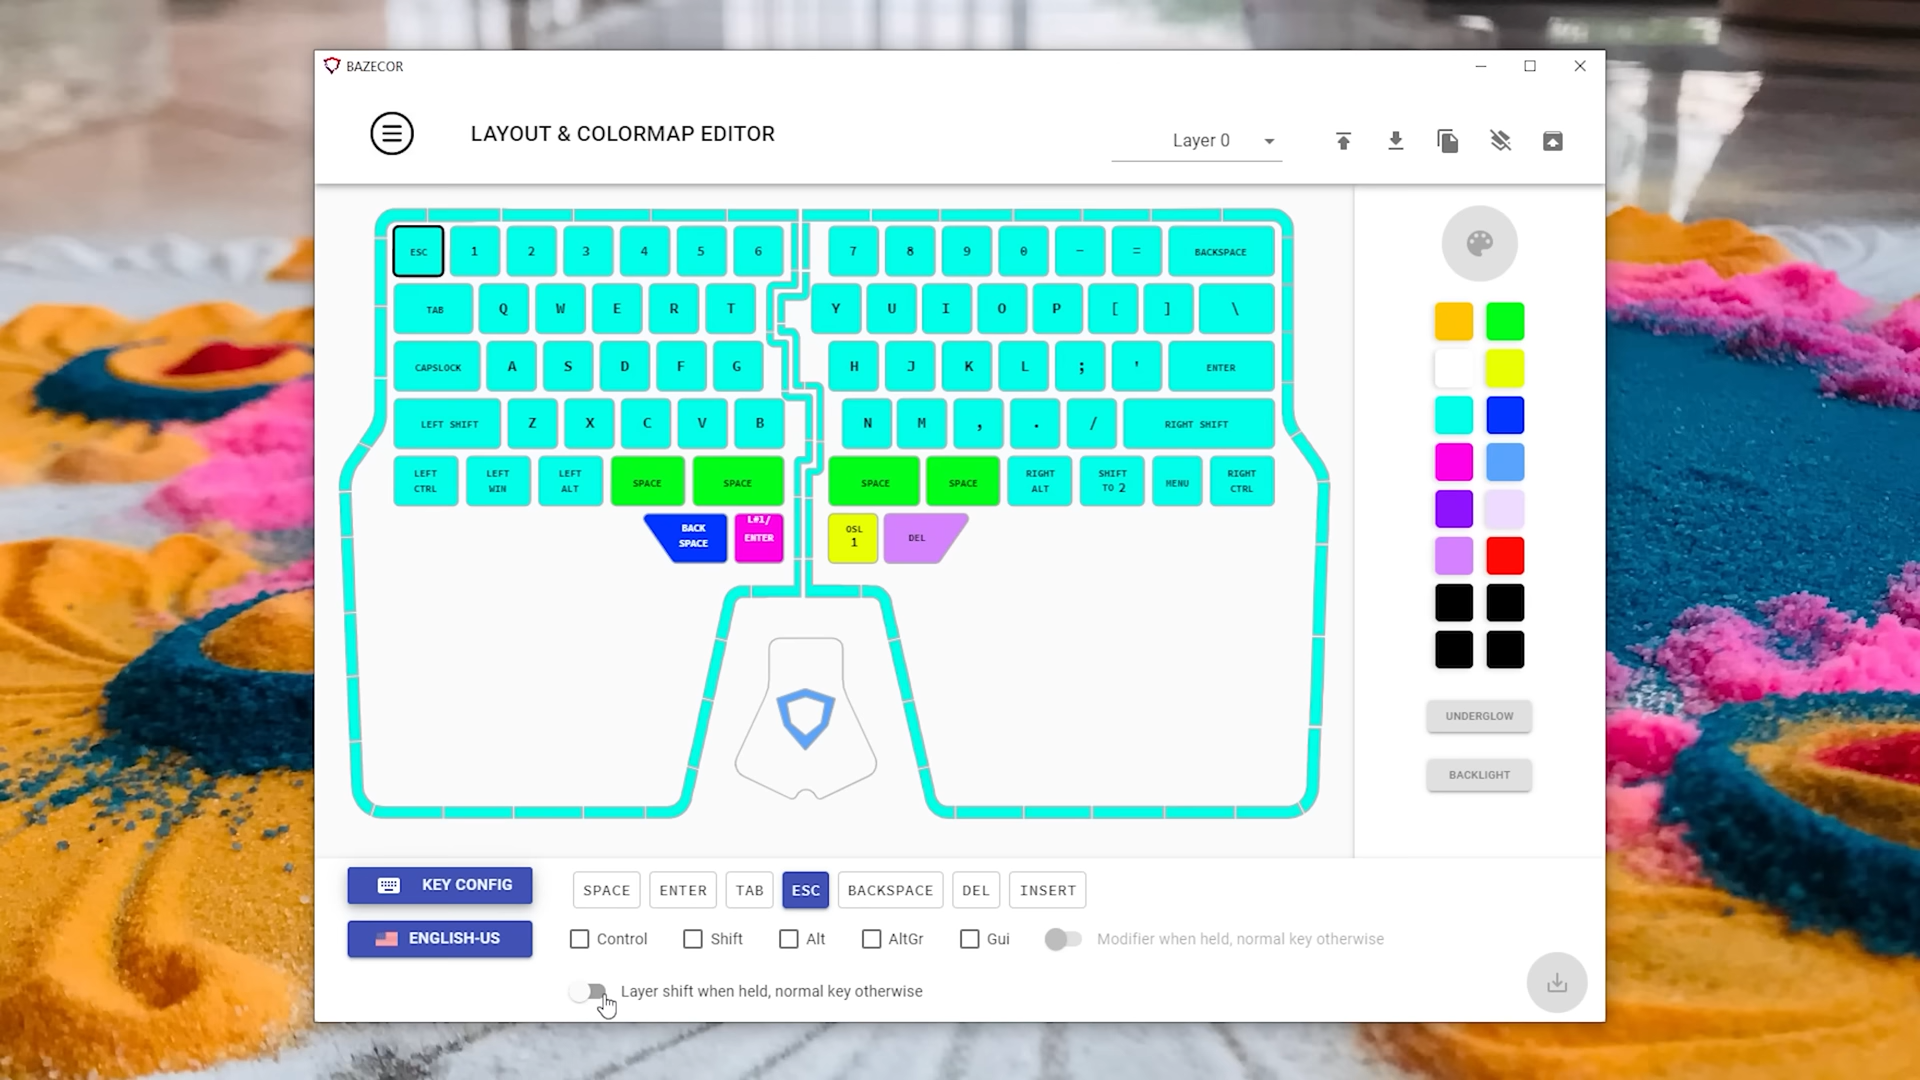 BAZECOR
LAYOUT & COLORMAP EDITOR
Layer 0
ESC 1 2 3 4 5 6 7 8 9 0 - = BACKSPACE
TAB Q W E R T Y U I O P [ ] \
CAPSLOCK A S D F G H J K L ; ' ENTER
LEFT SHIFT Z X C V B N M , . / RIGHT SHIFT
LEFT CTRL LEFT WIN LEFT ALT SPACE SPACE SPACE SPACE RIGHT ALT SHIFT TO 2 MENU RIGHT CTRL
BACK SPACE L#1/ ENTER OSL 1 DEL
UNDERGLOW
BACKLIGHT
KEY CONFIG
SPACE ENTER TAB ESC BACKSPACE DEL INSERT
ENGLISH-US
Control Shift Alt AltGr Gui Modifier when held, normal key otherwise
Layer shift when held, normal key otherwise